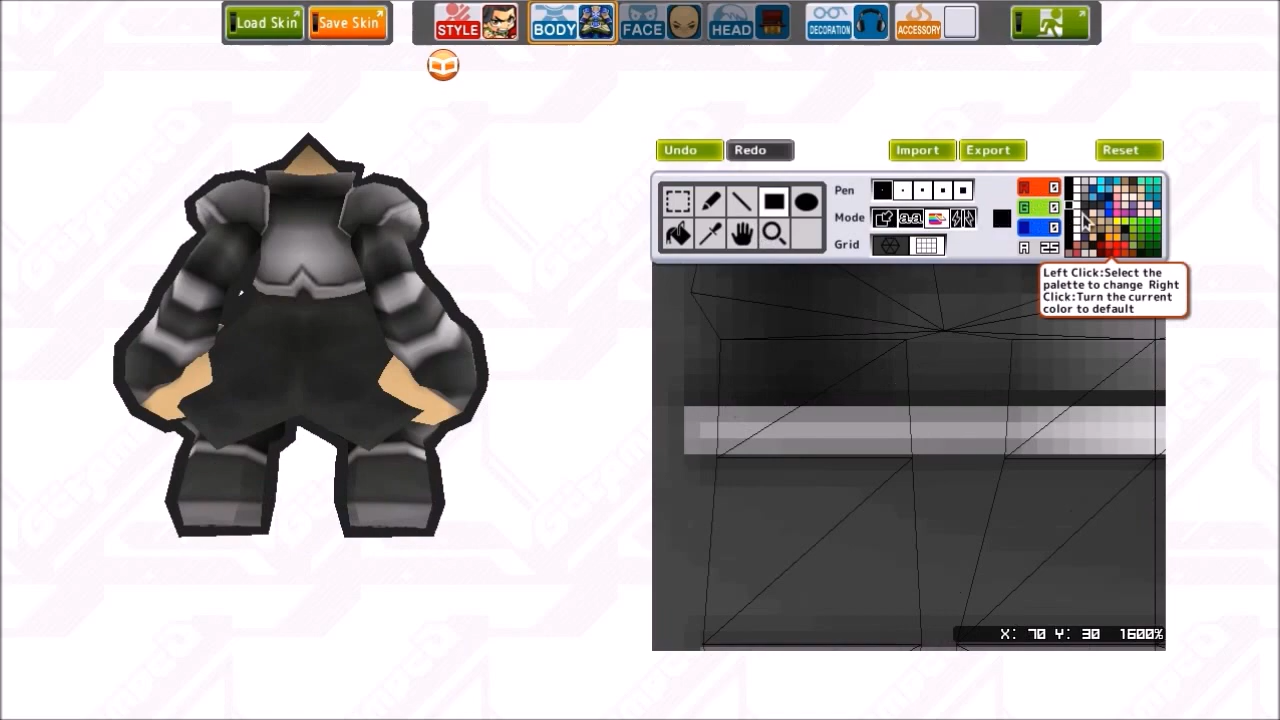 Load Skin
Save Skin
STYLE
BODY
FACE
HEAD
DECORATION
ACCESSORY
Undo
Redo
Import
Export
Reset
Pen
Mode
Grid
aa
R 0
G 0
0
A 25
Left Click:Select the
palette to change Right
Click:Turn the current
color to default
X: 70 Y: 30 1600%